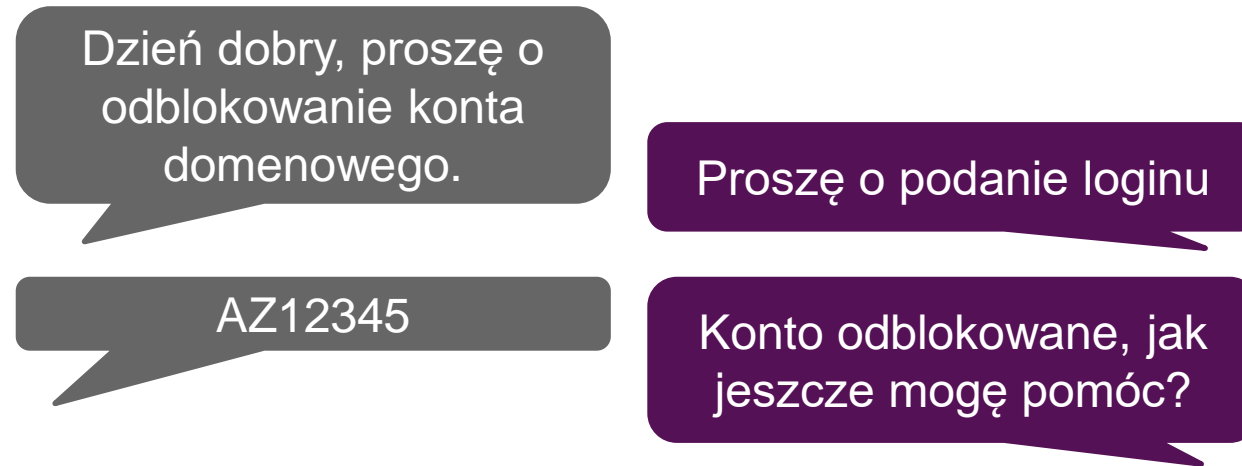 Dzień dobry, proszę o
odblokowanie konta
domenowego.
Proszę o podanie loginu
AZ12345
Konto odblokowane, jak
jeszcze mogę pomóc?